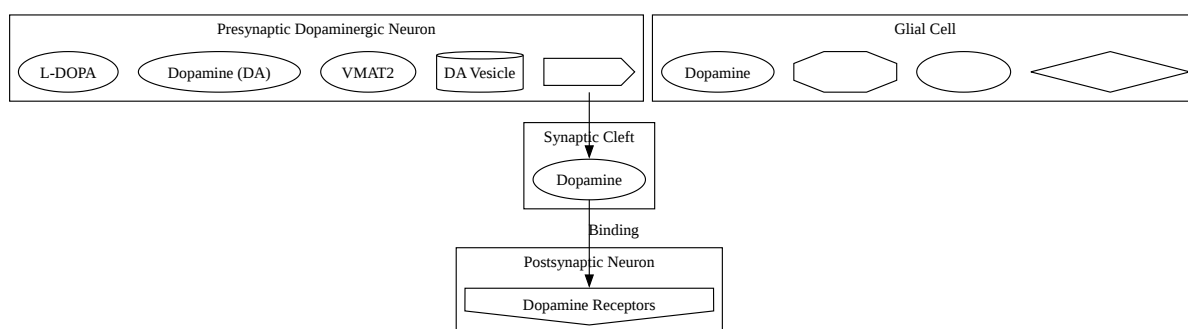 Presynaptic Dopaminergic Neuron
Glial Cell
L-DOPA
Dopamine (DA)
VMAT2
DA Vesicle
Dopamine
Synaptic Cleft
Dopamine
Binding
Postsynaptic Neuron
Dopamine Receptors